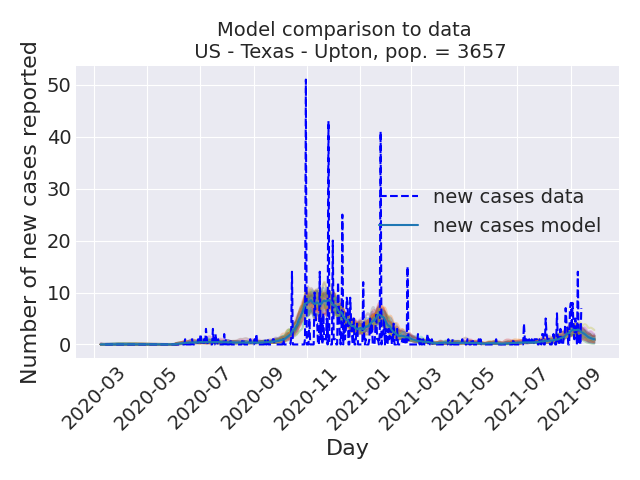 Model comparison to data
US - Texas - Upton, pop. = 3657
Number of new cases reported
50
40
30
20
10
0
new cases data
new cases model
2020-03
2020-05
2020-07
2020-09
2020-11
2021-01
2021-03
2021-05
2021-07
2021-09
Day